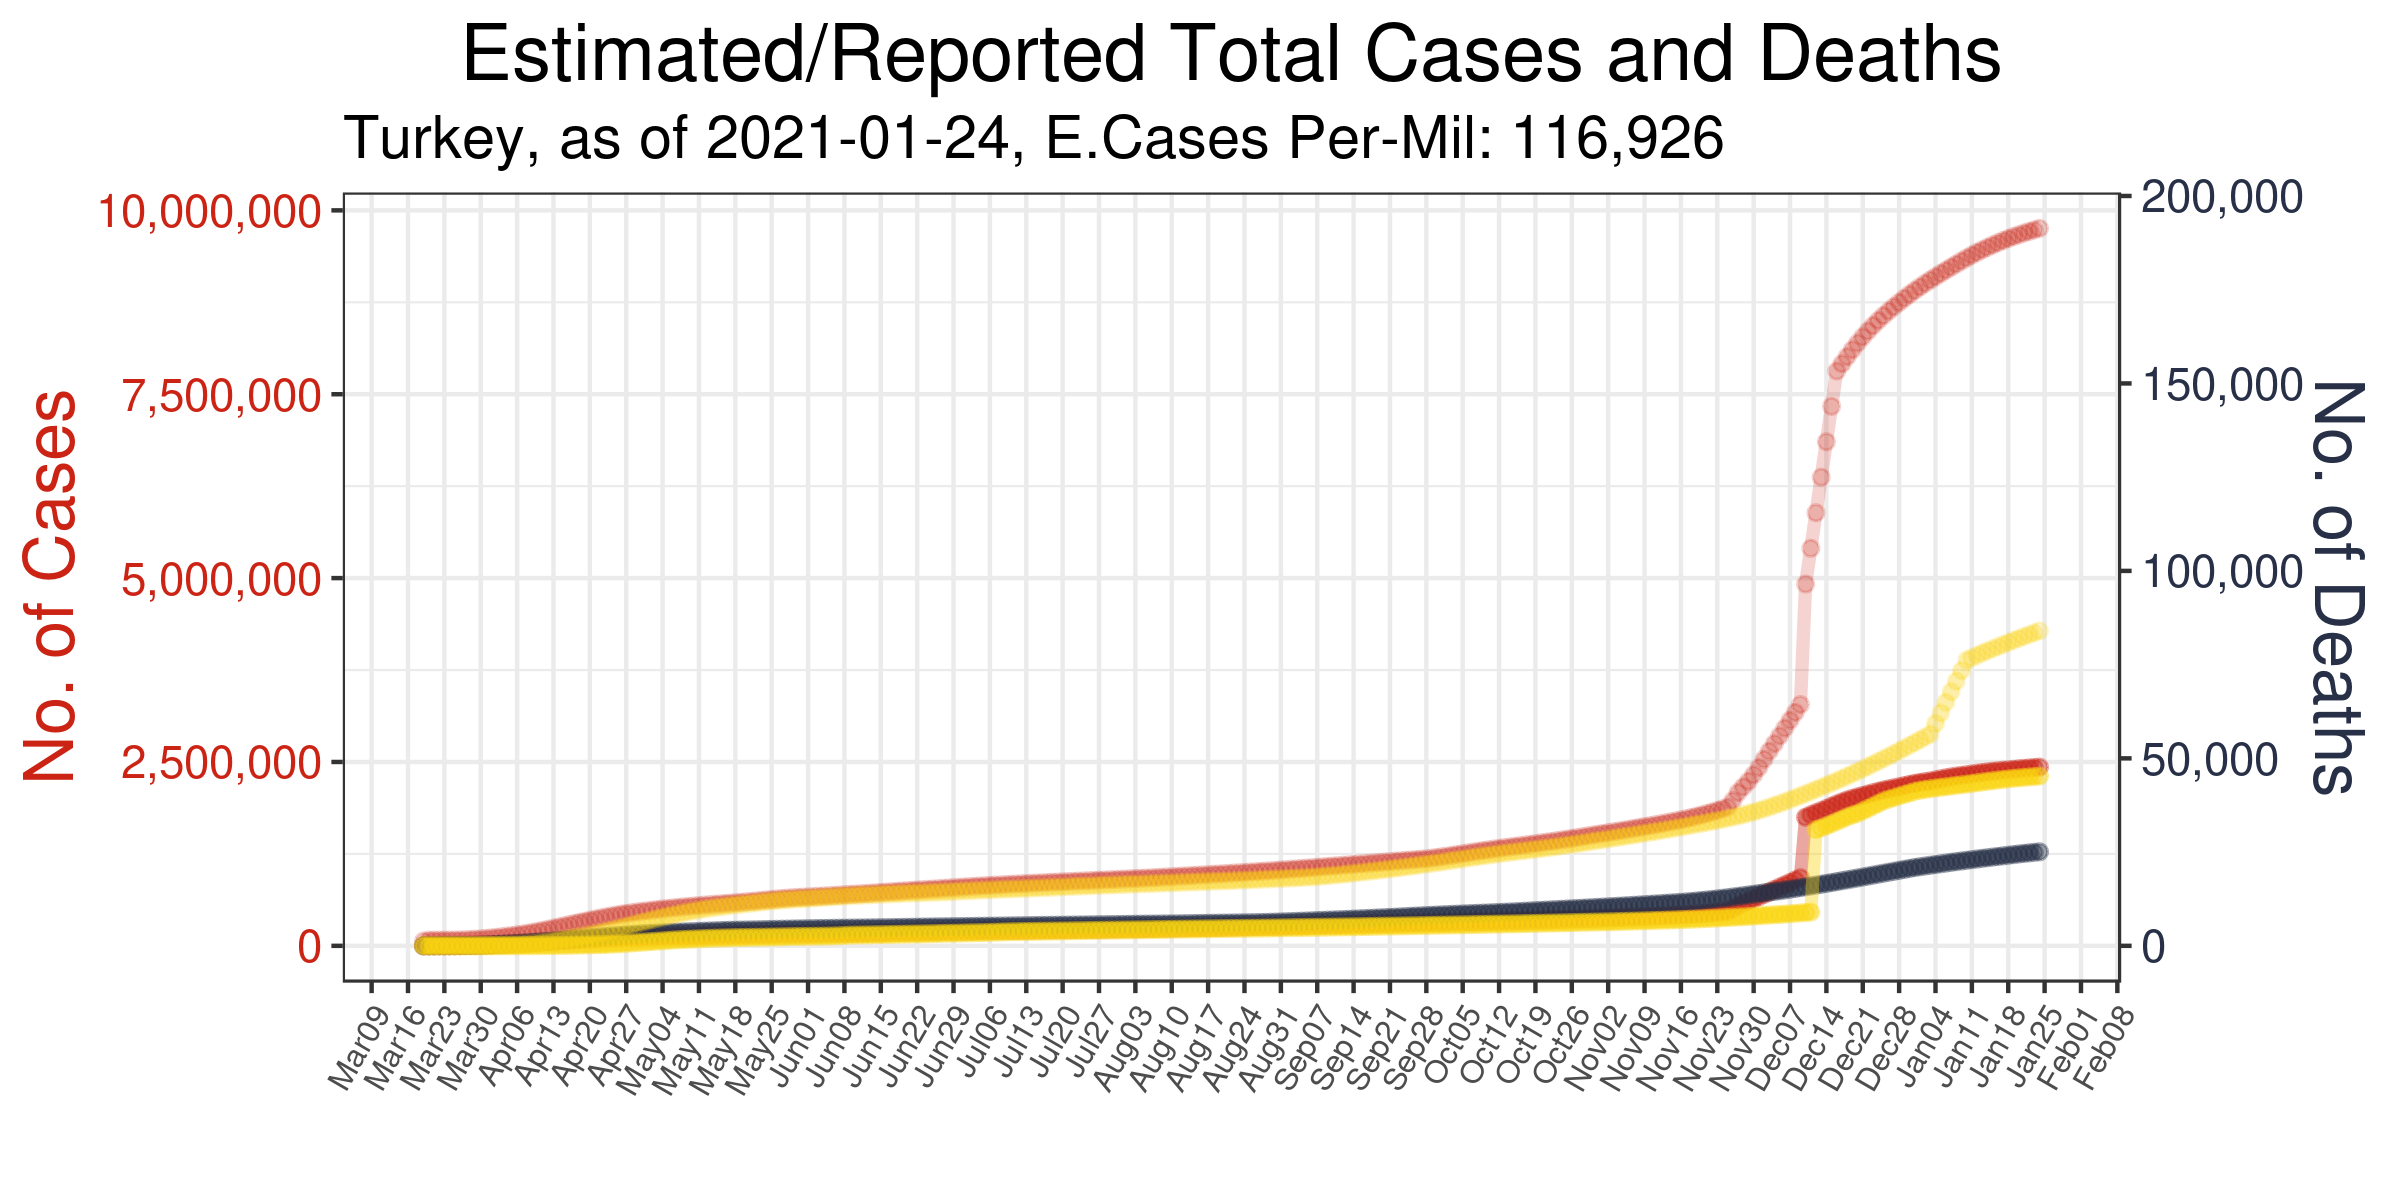 Estimated/Reported Total Cases and Deaths
Turkey, as of 2021-01-24, E.Cases Per-Mil: 116,926
No. of Cases
10,000,000
7,500,000
5,000,000
2,500,000
0
200,000
150,000
100,000
50,000
0
No. of Deaths
Mar09
Mar16
Mar23
Mar30
Apr06
Apr13
Apr20
Apr27
May04
May11
May18
May25
Jun01
Jun08
Jun15
Jun22
Jun29
Jul06
Jul13
Jul20
Jul27
Aug03
Aug10
Aug17
Aug24
Aug31
Sep07
Sep14
Sep21
Sep28
Oct05
Oct12
Oct19
Oct26
Nov02
Nov09
Nov16
Nov23
Nov30
Dec07
Dec14
Dec21
Dec28
Jan04
Jan11
Jan18
Jan25
Feb01
Feb08